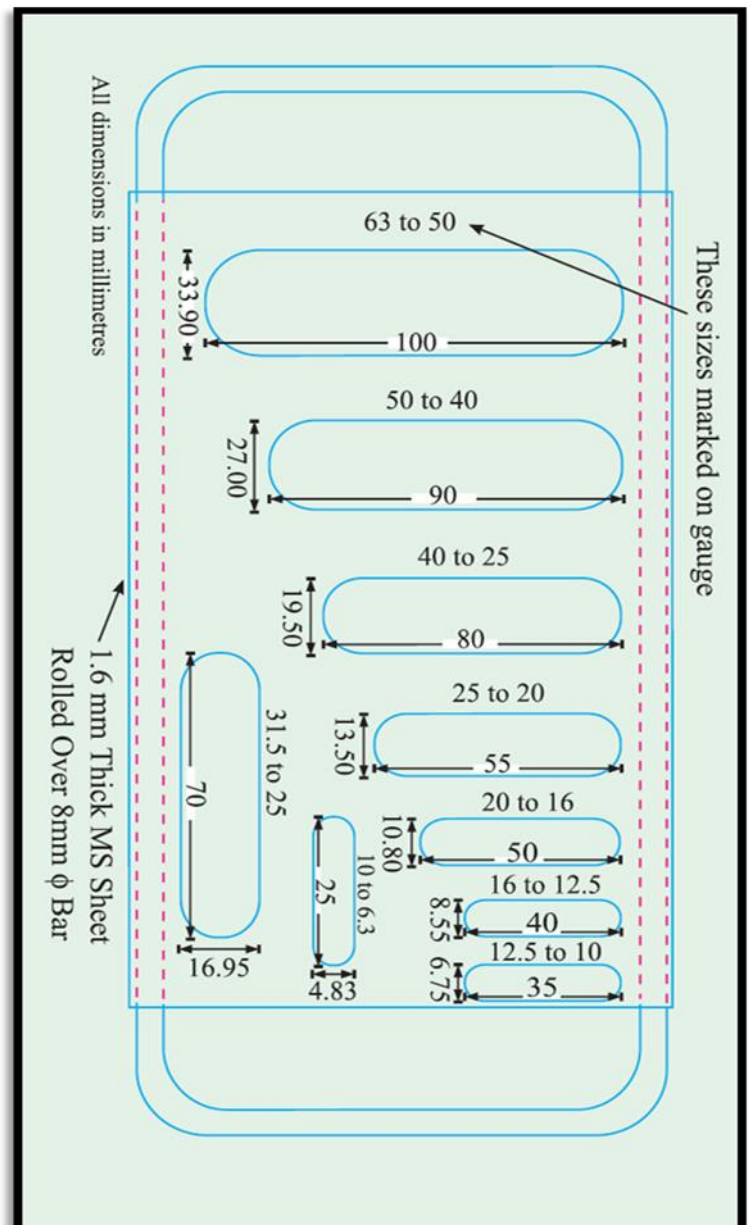 All dimensions in millimetres
These sizes marked on gauge
63 to 50
33.90
100
50 to 40
27.00
90
40 to 25
19.50
80
25 to 20
13.50
55
31.5 to 25
70
16.95
20 to 16
10.80
50
10 to 6.3
25
4.83
16 to 12.5
8.55
40
12.5 to 10
6.75
35
1.6 mm Thick MS Sheet
Rolled Over 8mm ϕ Bar